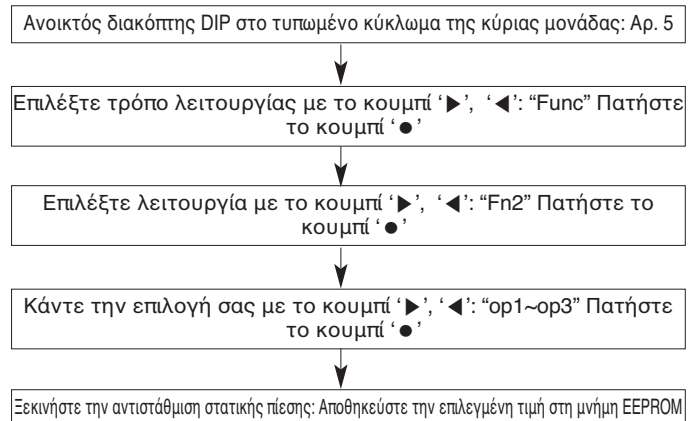 Ανοικτός διακόπτης DIP στο τυπωμένο κύκλωμα της κύριας μονάδας: Αρ. 5
Επιλέξτε τρόπο λειτουργίας με το κουμπί ‘▶’, ‘◀’: “Func” Πατήστε
το κουμπί ‘●’
Επιλέξτε λειτουργία με το κουμπί ‘▶’, ‘◀’: “Fn2” Πατήστε το
κουμπί ‘●’
Κάντε την επιλογή σας με το κουμπί ‘▶’, ‘◀’: “op1~op3” Πατήστε
το κουμπί ‘●’
Ξεκινήστε την αντιστάθμιση στατικής πίεσης: Αποθηκεύστε την επιλεγμένη τιμή στη μνήμη EEPROM